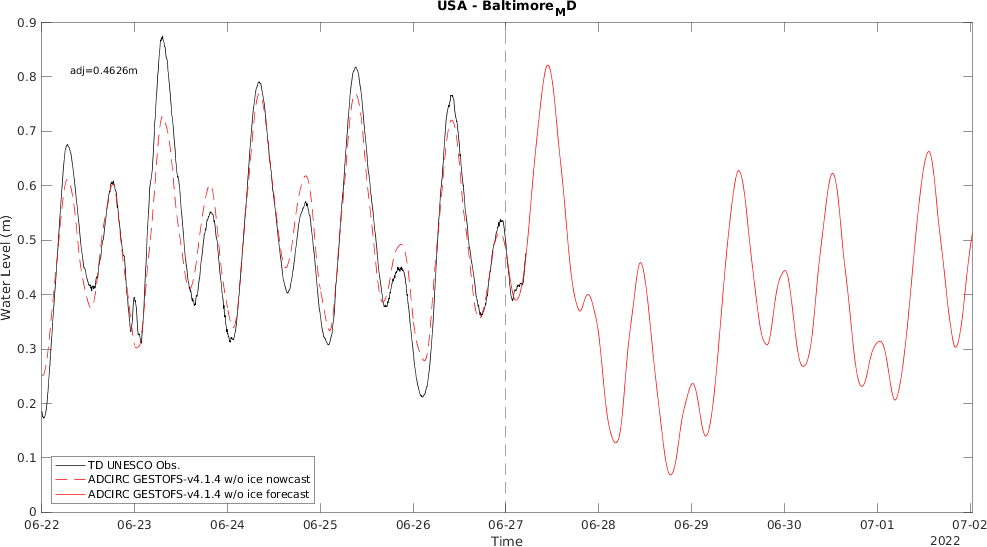 USA - Baltimore_MD
0.9
0.8
0.7
0.6
0.5
0.4
0.3
0.2
0.1
0
Water Level (m)
adj=0.4626m
TD UNESCO Obs.
ADCIRC GESTOFS-v4.1.4 w/o ice nowcast
ADCIRC GESTOFS-v4.1.4 w/o ice forecast
06-22 06-23 06-24 06-25 06-26 06-27 06-28 06-29 06-30 07-01 07-02
Time
2022